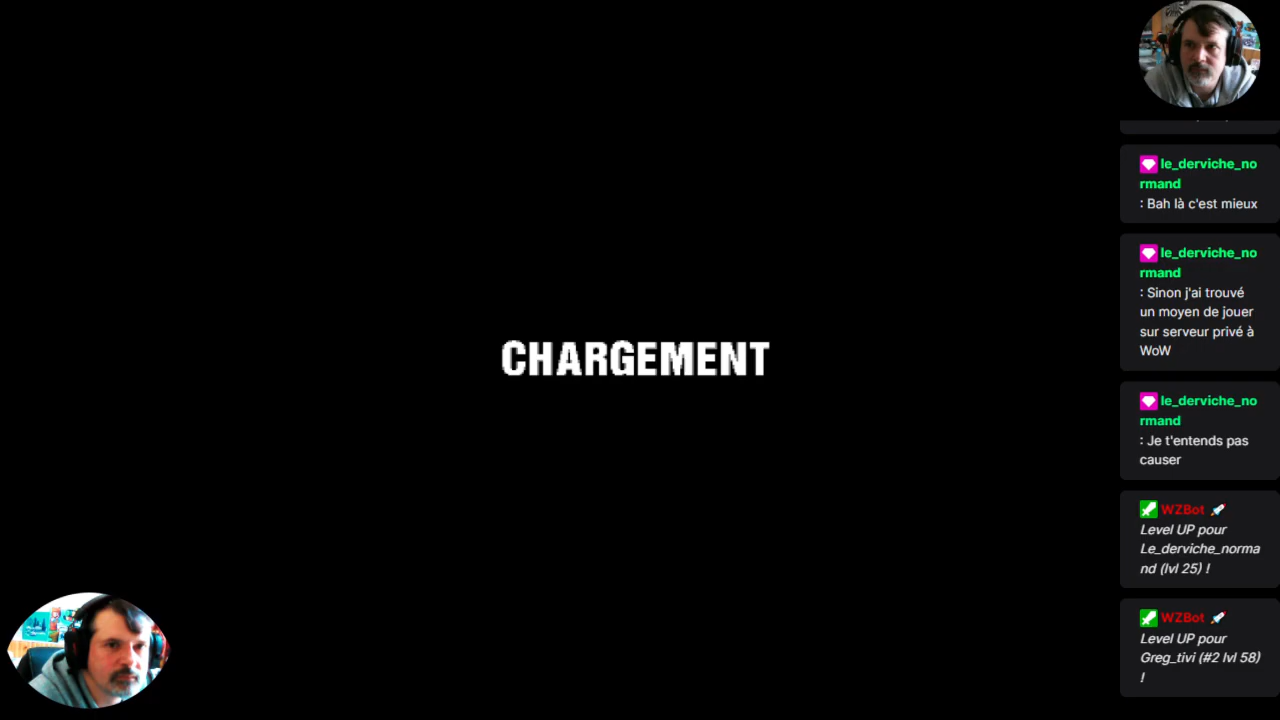 CHARGEMENT
le_derviche_no
rmand
: Bah là c'est mieux
le_derviche_no
rmand
: Sinon j'ai trouvé
un moyen de jouer
sur serveur privé à
WoW
le_derviche_no
rmand
: Je t'entends pas
causer
WZBot 🚀
Level UP pour
Le_derviche_norma
nd (lvl 25) !
WZBot 🚀
Level UP pour
Greg_tivi (#2 lvl 58)
!